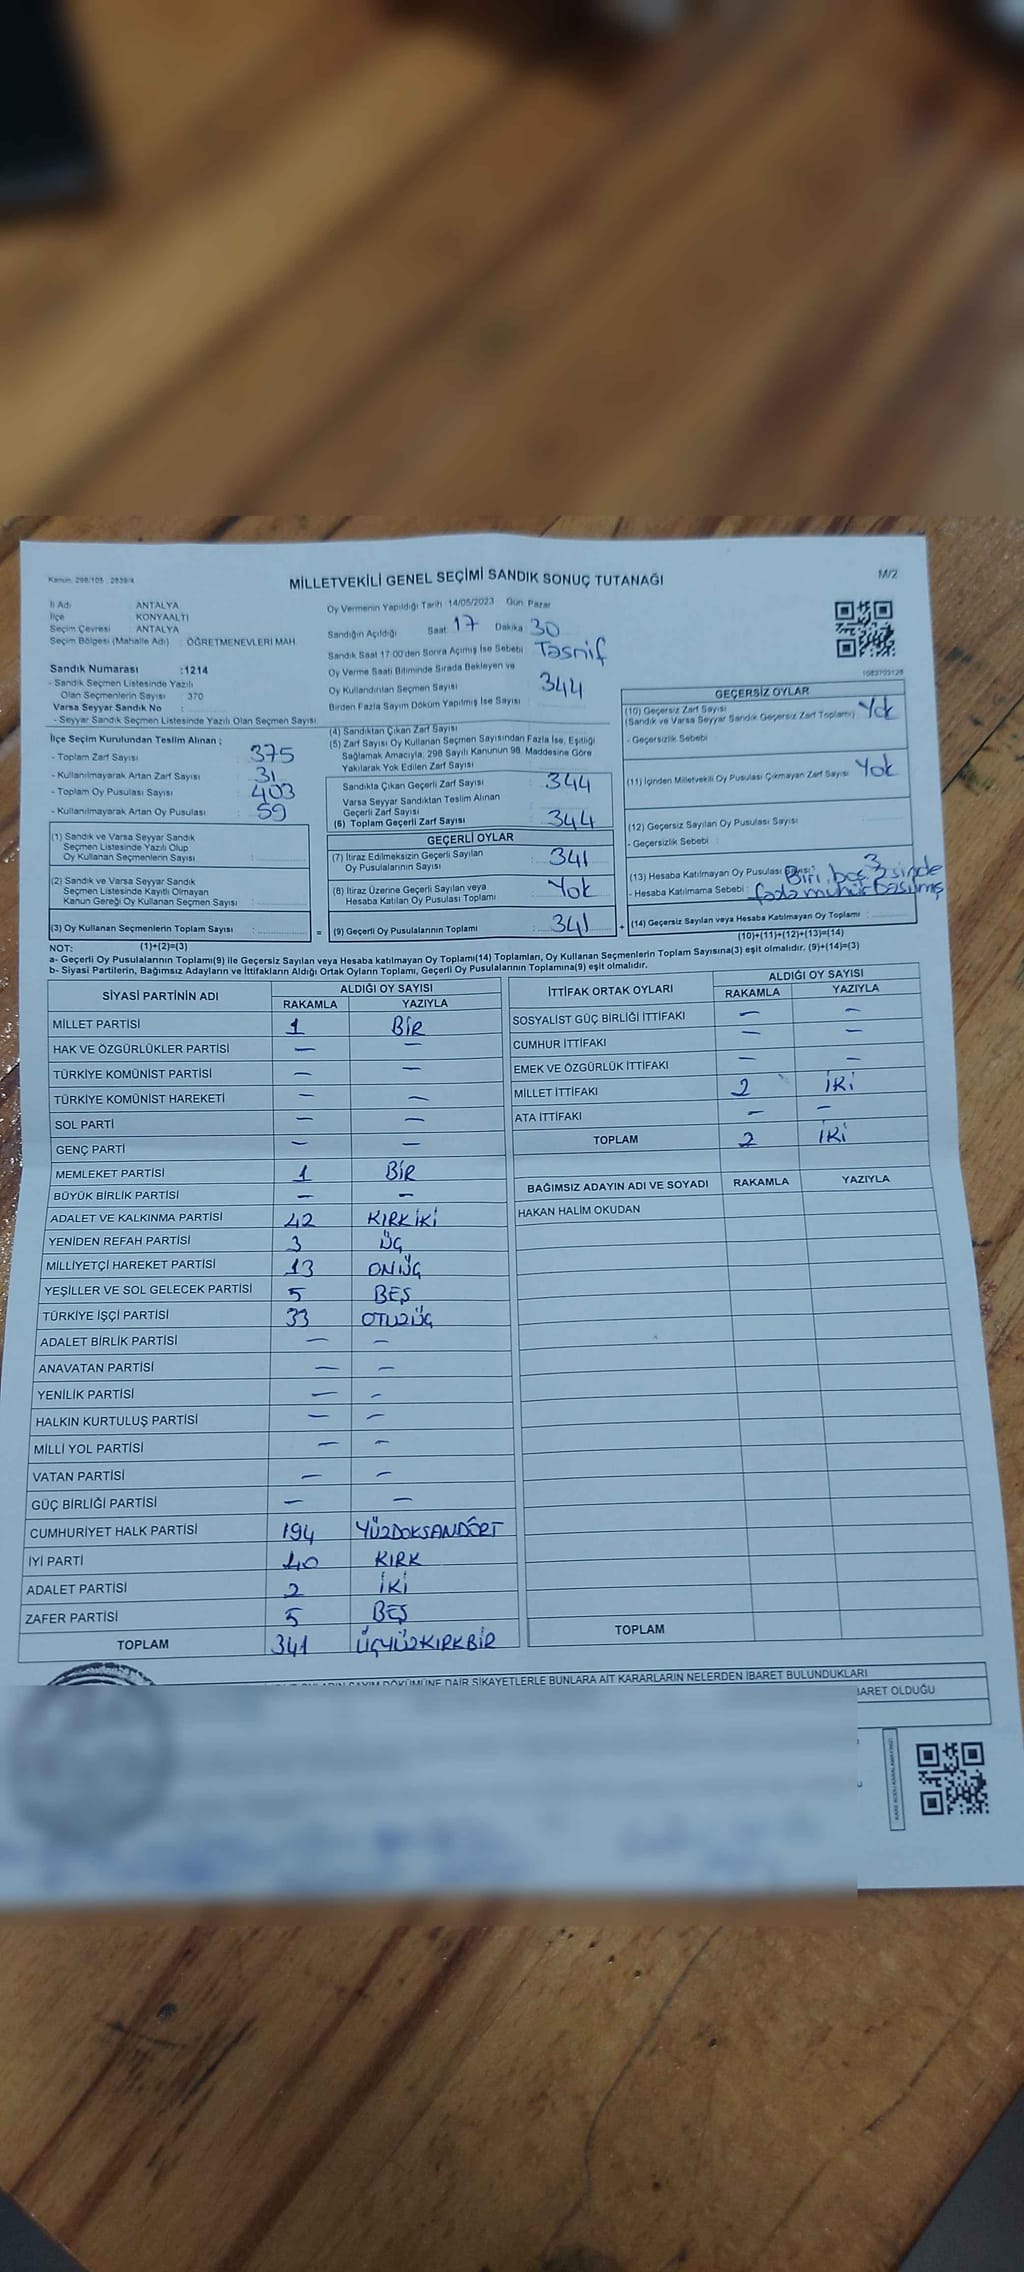 Kanun: 298/105 - 2839/4
MİLLETVEKİLİ GENEL SEÇİMİ SANDIK SONUÇ TUTANAĞI
M/2
İl Adı ANTALYA
İlçe KONYAALTI
Seçim Çevresi : ANTALYA
Seçim Bölgesi (Mahalle Adı) : ÖĞRETMENEVLERİ MAH.
Sandık Numarası :1214
- Sandık Seçmen Listesinde Yazılı
Olan Seçmenlerin Sayısı 370
Varsa Seyyar Sandık No :
- Seyyar Sandık Seçmen Listesinde Yazılı Olan Seçmen Sayısı
İlçe Seçim Kurulundan Teslim Alınan ;
- Toplam Zarf Sayısı : 375
- Kullanılmayarak Artan Zarf Sayısı : 31
- Toplam Oy Pusulası Sayısı : 403
- Kullanılmayarak Artan Oy Pusulası : 59
(1) Sandık ve Varsa Seyyar Sandık
Seçmen Listesinde Yazılı Olup
Oy Kullanan Seçmenlerin Sayısı :
(2) Sandık ve Varsa Seyyar Sandık
Seçmen Listesinde Kayıtlı Olmayan
Kanun Gereği Oy Kullanan Seçmen Sayısı :
(3) Oy Kullanan Seçmenlerin Toplam Sayısı : =
Oy Vermenin Yapıldığı Tarih :14/05/2023 Gün: Pazar
Sandığın Açıldığı Saat: 17 Dakika: 30
Sandık Saat 17:00'den Sonra Açımış İse Sebebi : Tasnif
Oy Verme Saati Bitiminde Sırada Bekleyen ve
Oy Kullandırılan Seçmen Sayısı : 344
Birden Fazla Sayım Döküm Yapılmış İse Sayısı :
(4) Sandıktan Çıkan Zarf Sayısı
(5) Zarf Sayısı Oy Kullanan Seçmen Sayısından Fazla İse, Eşitliği
Sağlamak Amacıyla; 298 Sayılı Kanunun 98. Maddesine Göre
Yakılarak Yok Edilen Zarf Sayısı
Sandıkta Çıkan Geçerli Zarf Sayısı : 344
Varsa Seyyar Sandıktan Teslim Alınan
Geçerli Zarf Sayısı
(6) Toplam Geçerli Zarf Sayısı : 344
GEÇERLİ OYLAR
(7) İtiraz Edilmeksizin Geçerli Sayılan
Oy Pusulalarının Sayısı : 341
(8) İtiraz Üzerine Geçerli Sayılan veya
Hesaba Katılan Oy Pusulası Toplamı : Yok
(9) Geçerli Oy Pusulalarının Toplamı : 341 +
1083703128
GEÇERSİZ OYLAR
(10) Geçersiz Zarf Sayısı
(Sandık ve Varsa Seyyar Sandık Geçersiz Zarf Toplamı) Yok
- Geçersizlik Sebebi :
(11) İçinden Milletvekili Oy Pusulası Çıkmayan Zarf Sayısı Yok
(12) Geçersiz Sayılan Oy Pusulası Sayısı
- Geçersizlik Sebebi :
(13) Hesaba Katılmayan Oy Pusulası Sayısı 3
Biri boş 2 sinde
- Hesaba Katılmama Sebebi : fazla mühür basılmış
(14) Geçersiz Sayılan veya Hesaba Katılmayan Oy Toplamı :
(10)+(11)+(12)+(13)=(14)
NOT: (1)+(2)=(3)
a- Geçerli Oy Pusulalarının Toplamı(9) ile Geçersiz Sayılan veya Hesaba katılmayan Oy Toplamı(14) Toplamları, Oy Kullanan Seçmenlerin Toplam Sayısına(3) eşit olmalıdır. (9)+(14)=(3)
b- Siyasi Partilerin, Bağımsız Adayların ve İttifakların Aldığı Ortak Oyların Toplamı, Geçerli Oy Pusulalarının Toplamına(9) eşit olmalıdır.
SİYASİ PARTİNİN ADI ALDIĞI OY SAYISI
RAKAMLA YAZIYLA
MİLLET PARTİSİ 1 BİR
HAK VE ÖZGÜRLÜKLER PARTİSİ — —
TÜRKİYE KOMÜNİST PARTİSİ — —
TÜRKİYE KOMÜNİST HAREKETİ — —
SOL PARTİ — —
GENÇ PARTİ — —
MEMLEKET PARTİSİ 1 BİR
BÜYÜK BİRLİK PARTİSİ — —
ADALET VE KALKINMA PARTİSİ 42 KIRKİKİ
YENİDEN REFAH PARTİSİ 3 ÜÇ
MİLLİYETÇİ HAREKET PARTİSİ 13 ONÜÇ
YEŞİLLER VE SOL GELECEK PARTİSİ 5 BEŞ
TÜRKİYE İŞÇİ PARTİSİ 33 OTUZÜÇ
ADALET BİRLİK PARTİSİ — —
ANAVATAN PARTİSİ — —
YENİLİK PARTİSİ — —
HALKIN KURTULUŞ PARTİSİ — —
MİLLİ YOL PARTİSİ — —
VATAN PARTİSİ — —
GÜÇ BİRLİĞİ PARTİSİ — —
CUMHURİYET HALK PARTİSİ 194 YÜZDOKSANDÖRT
İYİ PARTİ 40 KIRK
ADALET PARTİSİ 2 İKİ
ZAFER PARTİSİ 5 BEŞ
TOPLAM 341 ÜÇYÜZKIRKBİR
İTTİFAK ORTAK OYLARI ALDIĞI OY SAYISI
RAKAMLA YAZIYLA
SOSYALİST GÜÇ BİRLİĞİ İTTİFAKI — —
CUMHUR İTTİFAKI — —
EMEK VE ÖZGÜRLÜK İTTİFAKI — —
MİLLET İTTİFAKI 2 İKİ
ATA İTTİFAKI — —
TOPLAM 2 İKİ
BAĞIMSIZ ADAYIN ADI VE SOYADI RAKAMLA YAZIYLA
HAKAN HALİM OKUDAN
TOPLAM
DÖKÜMÜNE DAİR ŞİKAYETLERLE BUNLARA AİT KARARLARIN NELERDEN İBARET BULUNDUKLARI
İBARET OLDUĞU